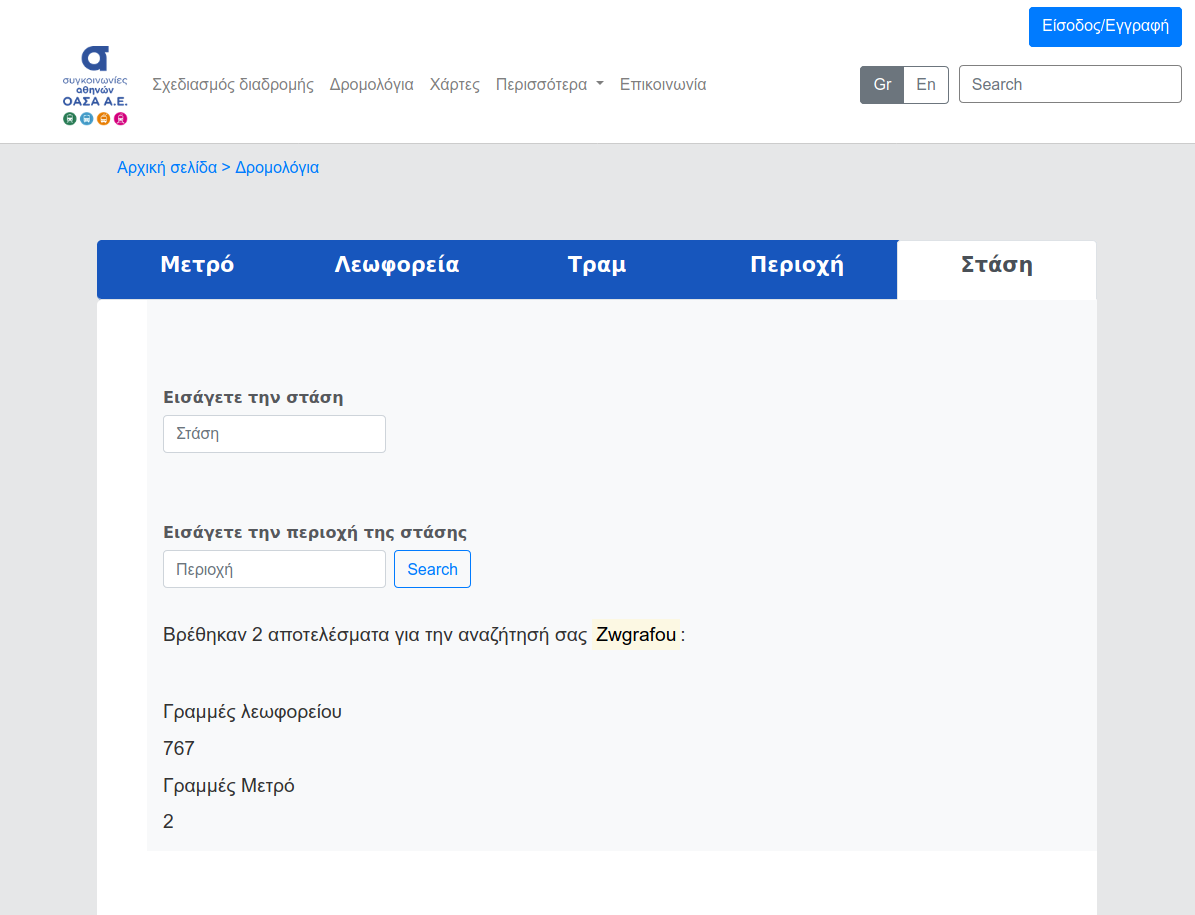 Είσοδος/Εγγραφή
συγκοινωνίες
αθηνών
ΟΑΣΑ Α.Ε.
Σχεδιασμός διαδρομής Δρομολόγια Χάρτες Περισσότερα Επικοινωνία
Gr En Search
Αρχική σελίδα > Δρομολόγια
Μετρό Λεωφορεία Τραμ Περιοχή Στάση
Εισάγετε την στάση
Στάση
Εισάγετε την περιοχή της στάσης
Περιοχή Search
Βρέθηκαν 2 αποτελέσματα για την αναζήτησή σας Zwgrafou :
Γραμμές λεωφορείου
767
Γραμμές Μετρό
2